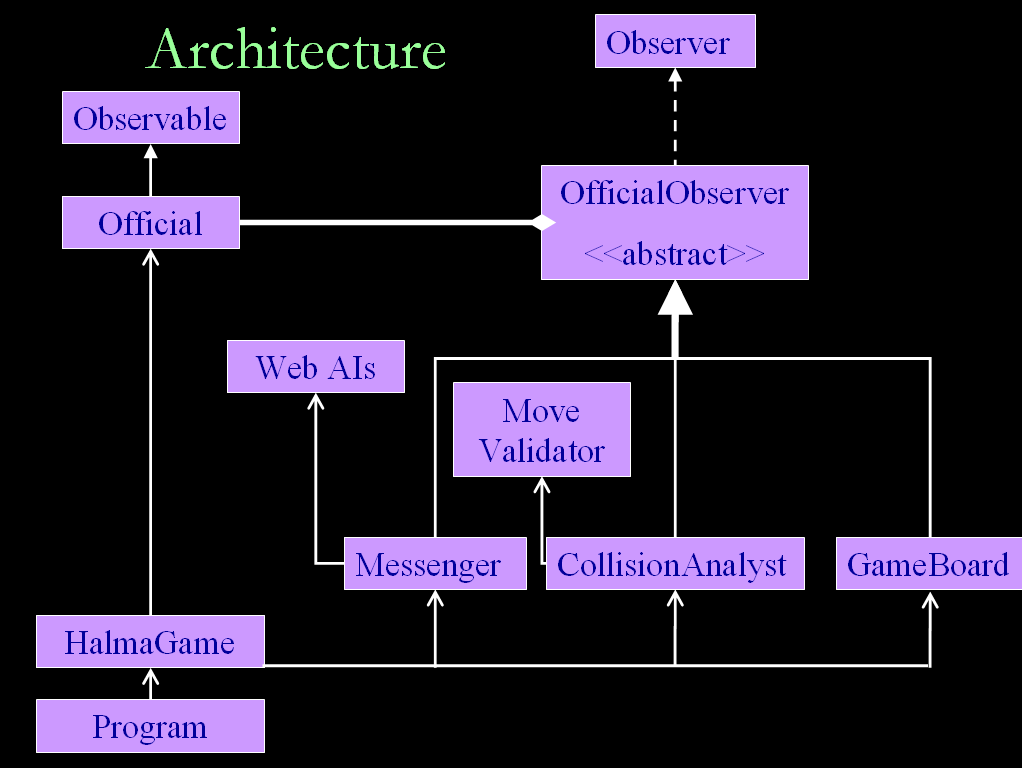 Architecture
Observer
Observable
OfficialObserver
<<abstract>>
Official
Web AIs
Move
Validator
Messenger
CollisionAnalyst
GameBoard
HalmaGame
Program